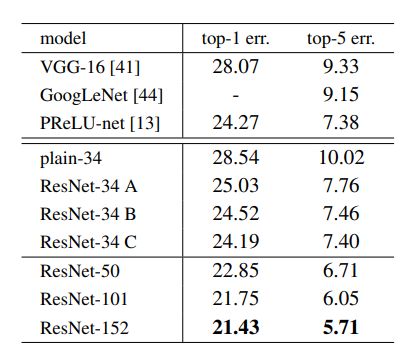 model top-1 err. top-5 err.
VGG-16 [41] 28.07 9.33
GoogLeNet [44] - 9.15
PReLU-net [13] 24.27 7.38
plain-34 28.54 10.02
ResNet-34 A 25.03 7.76
ResNet-34 B 24.52 7.46
ResNet-34 C 24.19 7.40
ResNet-50 22.85 6.71
ResNet-101 21.75 6.05
ResNet-152 21.43 5.71